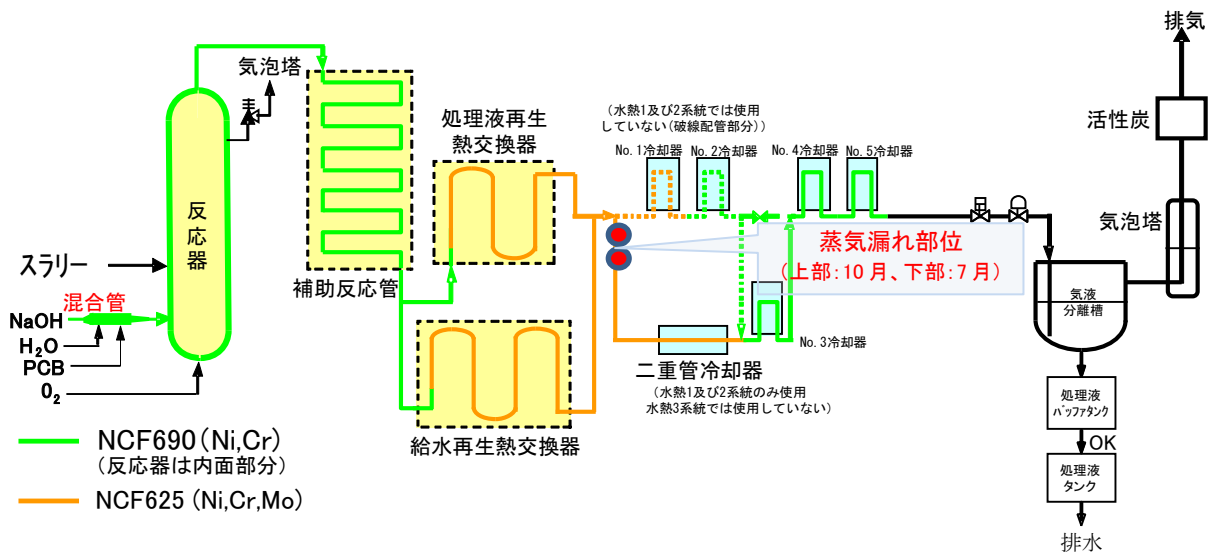 排気
活性炭
気泡塔
気泡塔
反応器
スラリー
混合管
NaOH
H₂O
PCB
O₂
補助反応管
処理液再生
熱交換器
給水再生熱交換器
(水熱1及び2系統では使用
していない(破線配管部分))
No.1冷却器
No.2冷却器
No.4冷却器
No.5冷却器
蒸気漏れ部位
(上部:10月、下部:7月)
No.3冷却器
二重管冷却器
(水熱1及び2系統のみ使用
水熱3系統では使用していない)
気液
分離槽
処理液
バッファタンク
OK
処理液
タンク
排水
NCF690(Ni,Cr)
(反応器は内面部分)
NCF625(Ni,Cr,Mo)